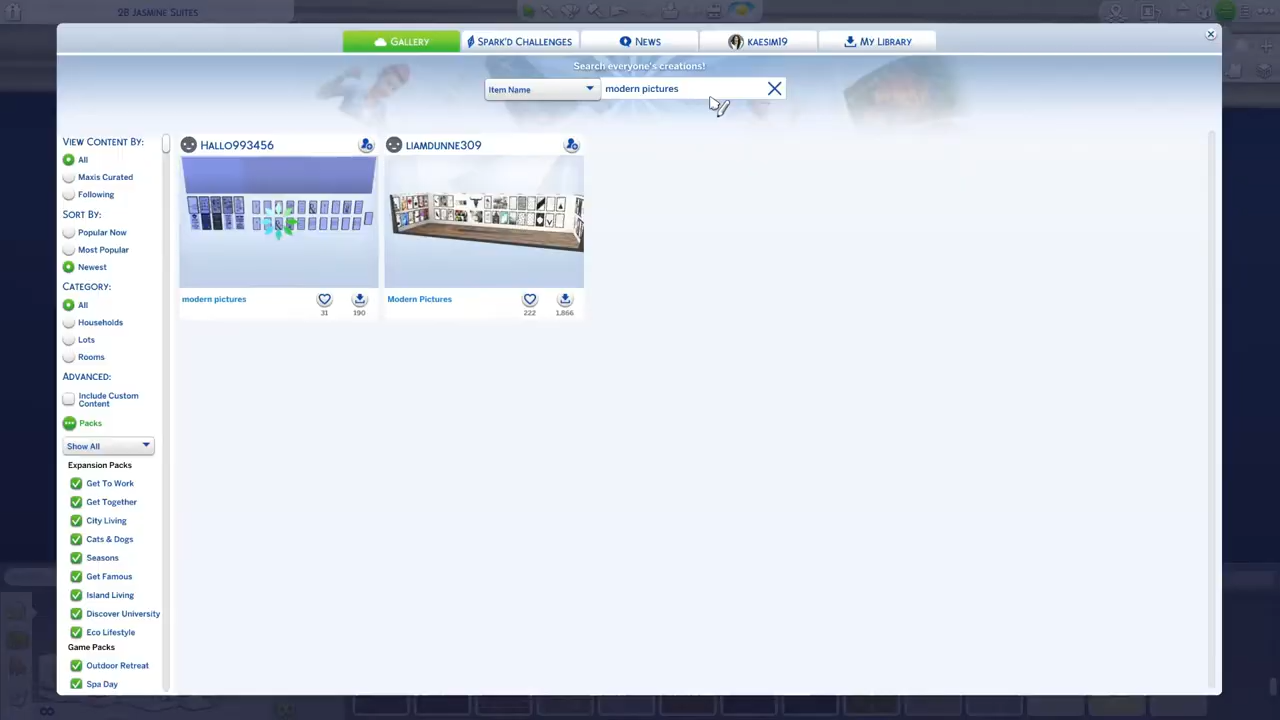 2B JASMINE SUITES
GALLERY
SPARK'D CHALLENGES
NEWS
KAESIM19
MY LIBRARY
Search everyone's creations!
Item Name
modern pictures
VIEW CONTENT BY:
All
Maxis Curated
Following
SORT BY:
Popular Now
Most Popular
Newest
CATEGORY:
All
Households
Lots
Rooms
ADVANCED:
Include Custom
Content
Packs
Show All
Expansion Packs
Get To Work
Get Together
City Living
Cats & Dogs
Seasons
Get Famous
Island Living
Discover University
Eco Lifestyle
Game Packs
Outdoor Retreat
Spa Day
HALLO993456
modern pictures
31
190
LIAMDUNNE309
Modern Pictures
222
1,866